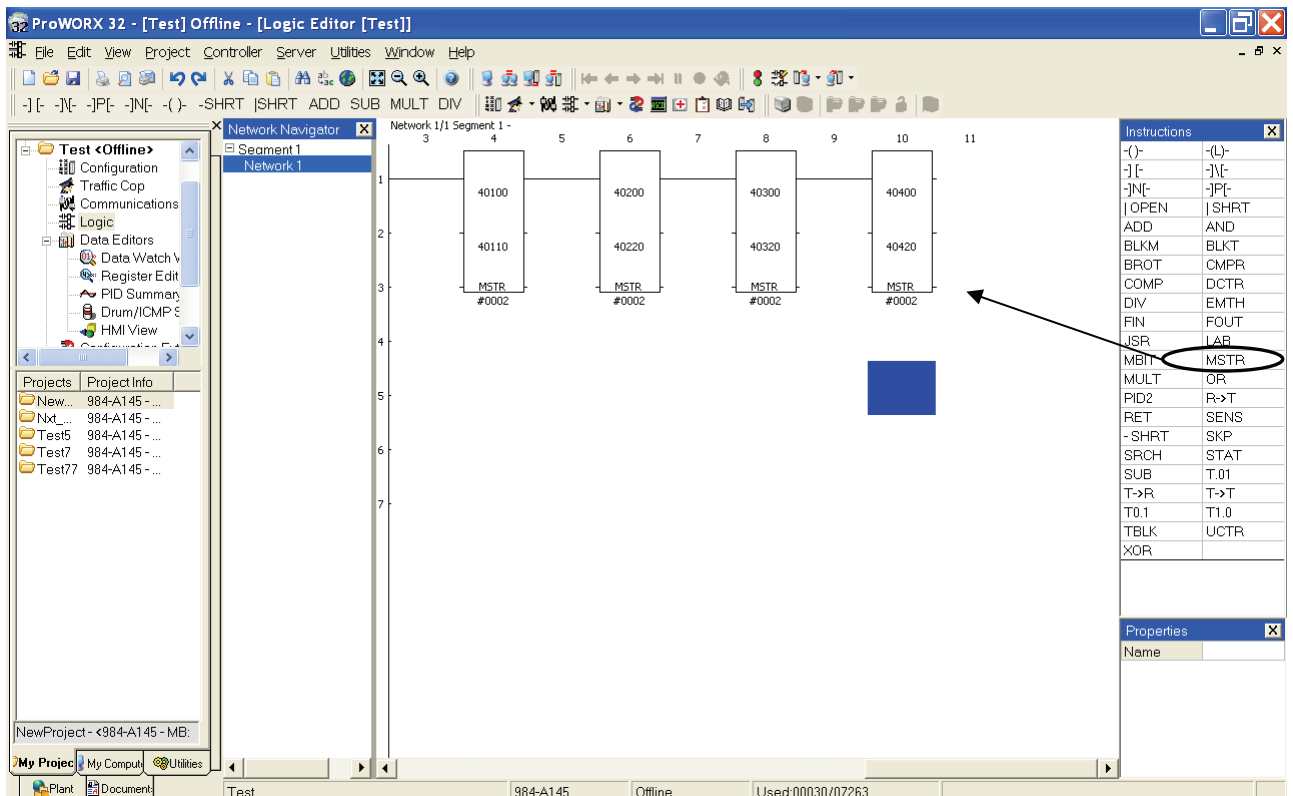 ProWORX 32 - [Test] Offline - [Logic Editor [Test]]
File Edit View Project Controller Server Utilities Window Help
-] [- -]\[- -]P[- -]N[- -( )- -SHRT |SHRT ADD SUB MULT DIV
Test <Offline>
Configuration
Traffic Cop
Communications
Logic
Data Editors
Data Watch
Register Edit
PID Summary
Drum/ICMP
HMI View
Projects Project Info
New... 984-A145 - ...
Nxt_... 984-A145 - ...
Test5 984-A145 - ...
Test7 984-A145 - ...
Test77 984-A145 - ...
NewProject - <984-A145 - MB:
My Projec My Comput Utilities
Plant Document
Network Navigator
Segment 1
Network 1
Network 1/1 Segment 1 -
3 4 5 6 7 8 9 10 11
1
40100 40200 40300 40400
2
40110 40220 40320 40420
3
MSTR MSTR MSTR MSTR
#0002 #0002 #0002 #0002
4
5
6
7
Instructions
-( )- -(L)-
-] [- -]\[-
-]N[- -]P[-
| OPEN | SHRT
ADD AND
BLKM BLKT
BROT CMPR
COMP DCTR
DIV EMTH
FIN FOUT
JSR LAB
MBIT MSTR
MULT OR
PID2 R->T
RET SENS
- SHRT SKP
SRCH STAT
SUB T.01
T->R T->T
T0.1 T1.0
TBLK UCTR
XOR
Properties
Name
Test 984-A145 Offline Used:00030/07263